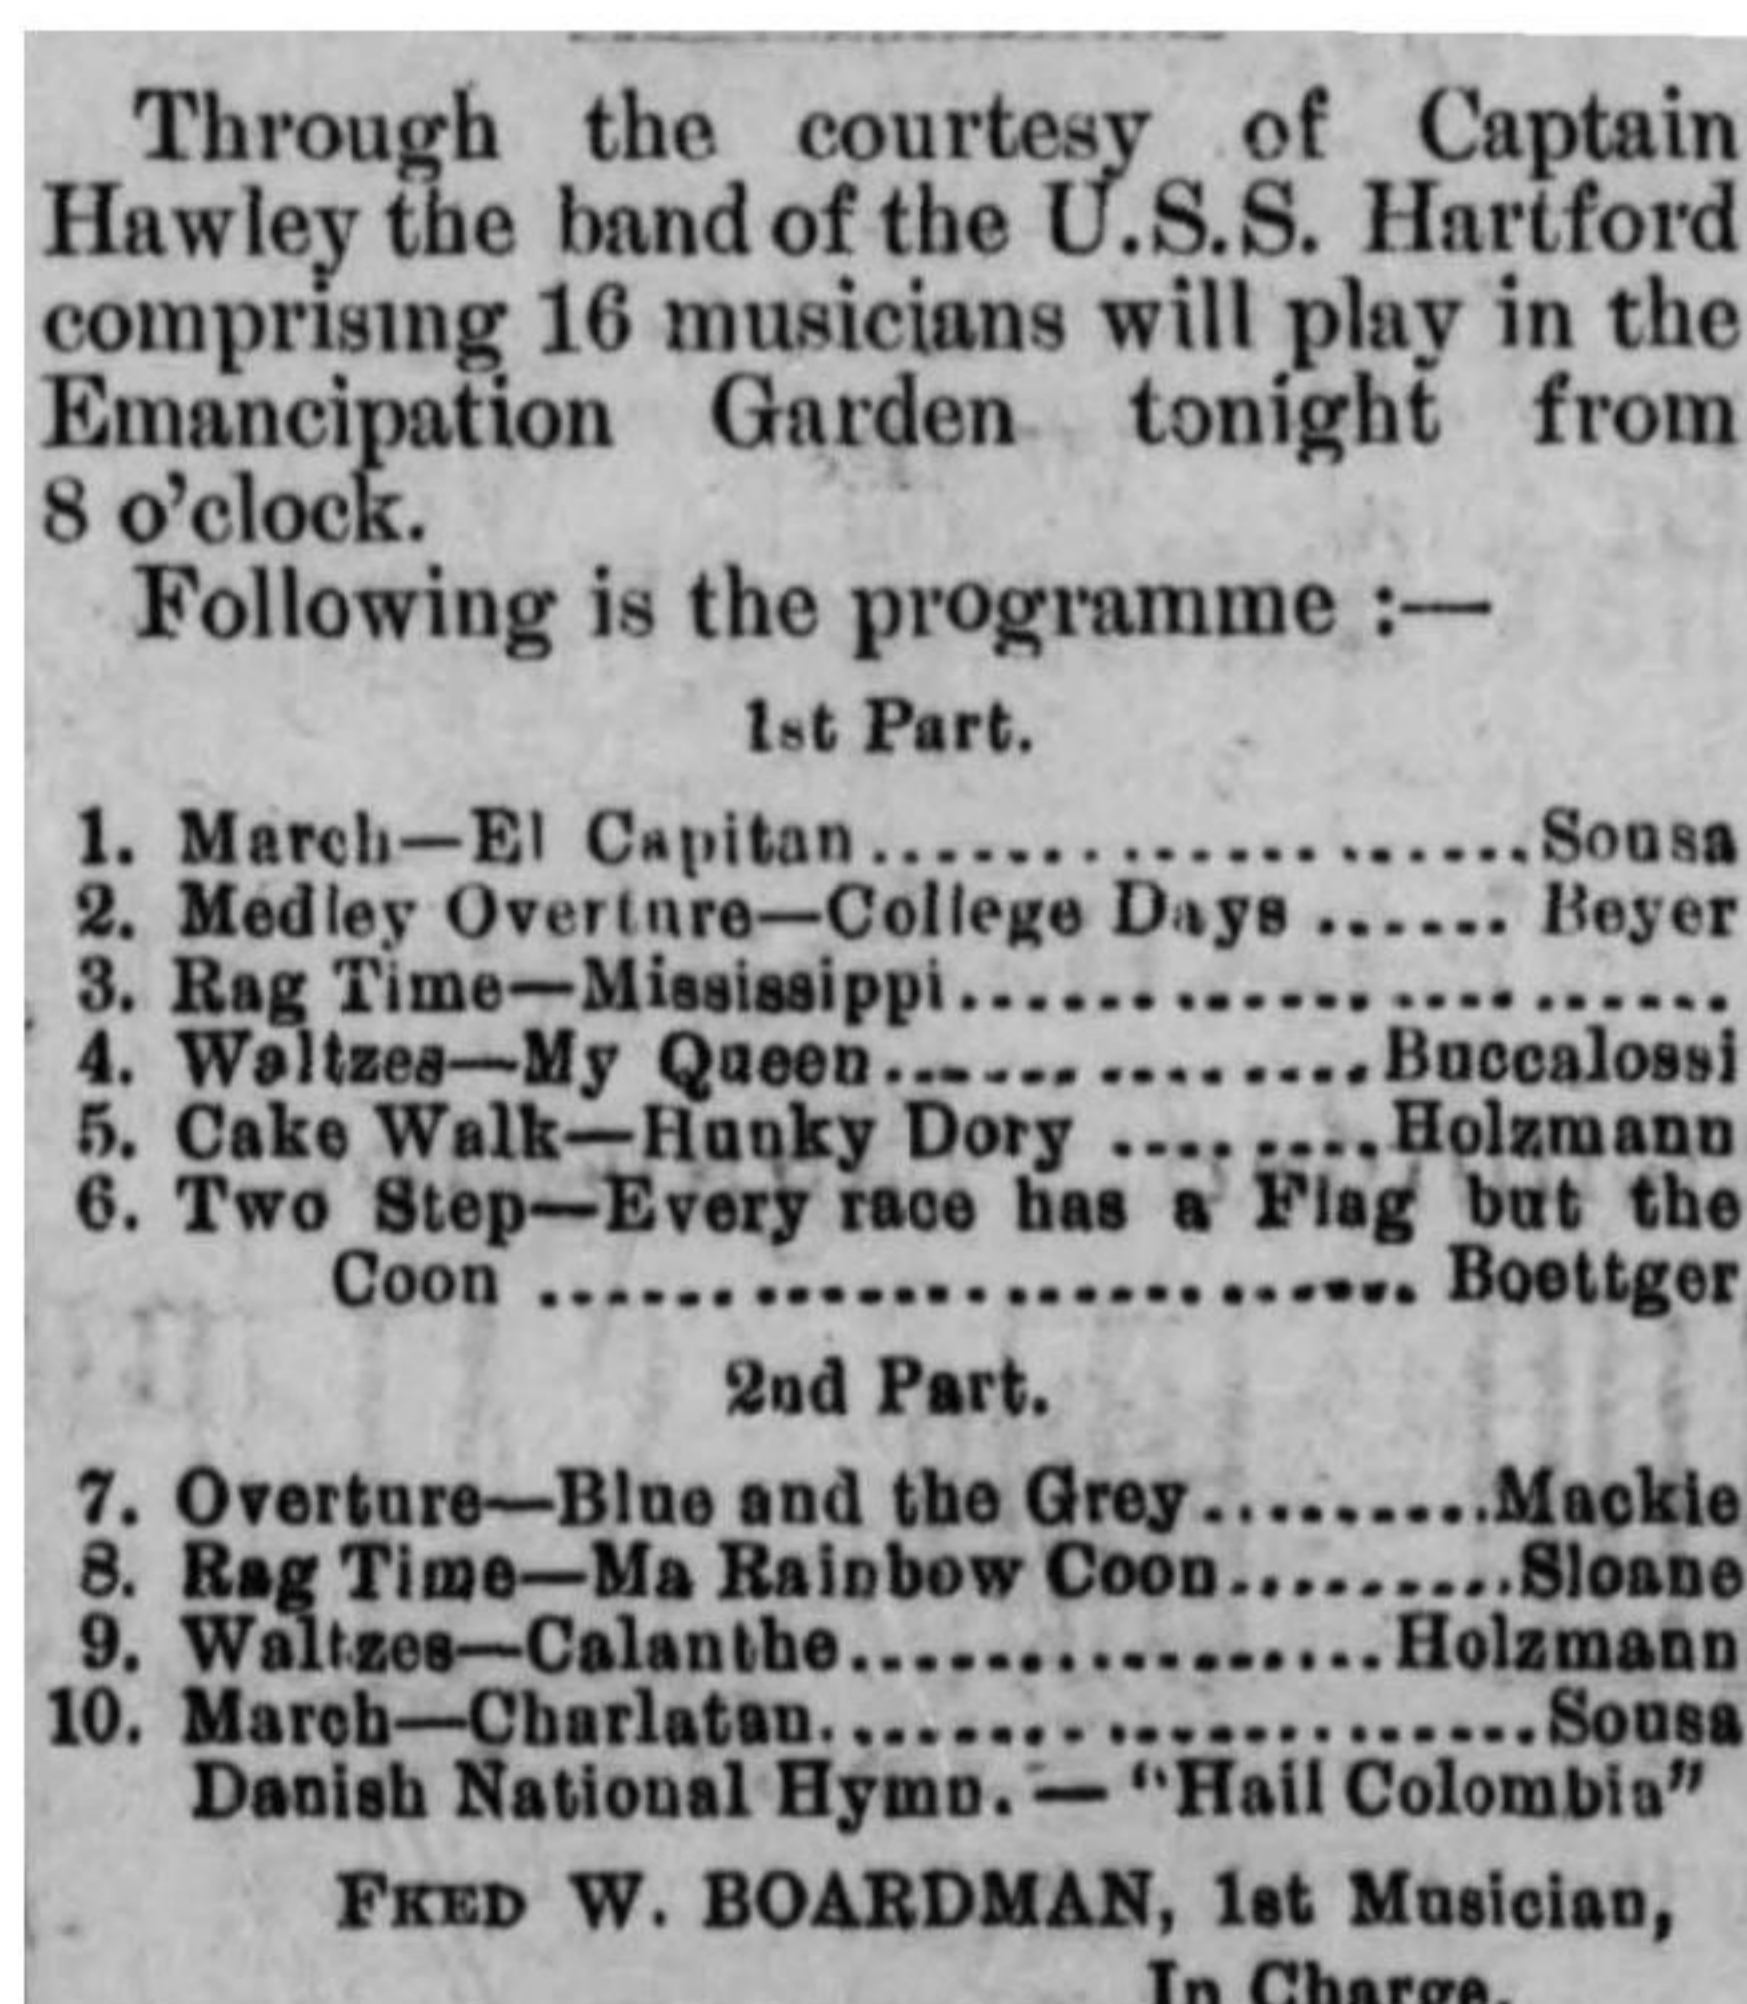 Through the courtesy of Captain
Hawley the band of the U.S.S. Hartford
comprising 16 musicians will play in the
Emancipation Garden tonight from
8 o'clock.
Following is the programme :—
1st Part.
1. March—El Capitan.......................Sousa
2. Medley Overture—College Days ...... Beyer
3. Rag Time—Mississippi...........................
4. Waltzes—My Queen.................Buccalossi
5. Cake Walk—Hunky Dory .........Holzmann
6. Two Step—Every race has a Flag but the
Coon ............................... Boettger
2nd Part.
7. Overture—Blue and the Grey..........Mackie
8. Rag Time—Ma Rainbow Coon.........Sloane
9. Waltzes—Calanthe...................Holzmann
10. March—Charlatan.........................Sousa
Danish National Hymn. — "Hail Colombia"
FRED W. BOARDMAN, 1st Musician,
In Charge.